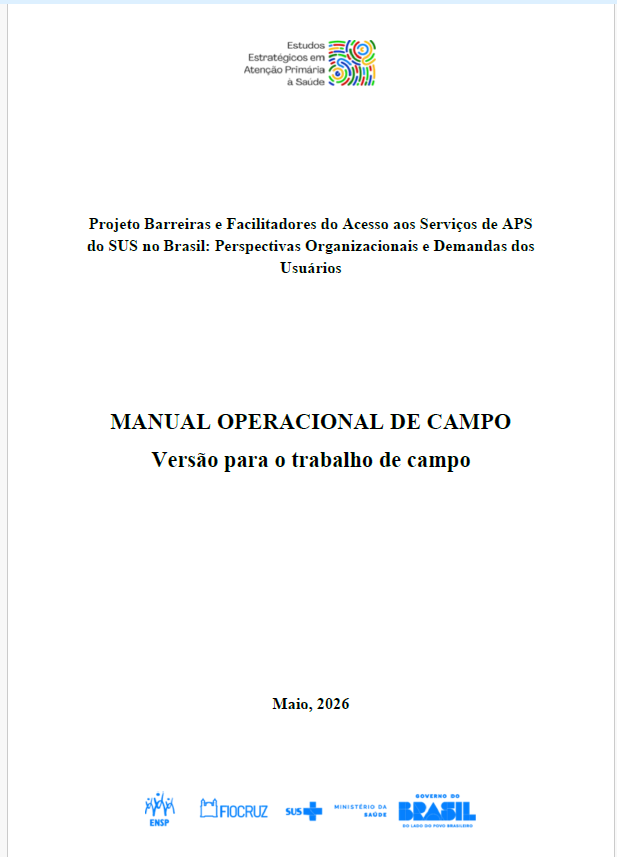 Estudos
Estratégicos em
Atenção Primária
à Saúde
Projeto Barreiras e Facilitadores do Acesso aos Serviços de APS
do SUS no Brasil: Perspectivas Organizacionais e Demandas dos
Usuários
MANUAL OPERACIONAL DE CAMPO
Versão para o trabalho de campo
Maio, 2026
ENSP
FIOCRUZ
SUS
MINISTÉRIO DA
SAÚDE
GOVERNO DO
BRASIL
DO LADO DO POVO BRASILEIRO